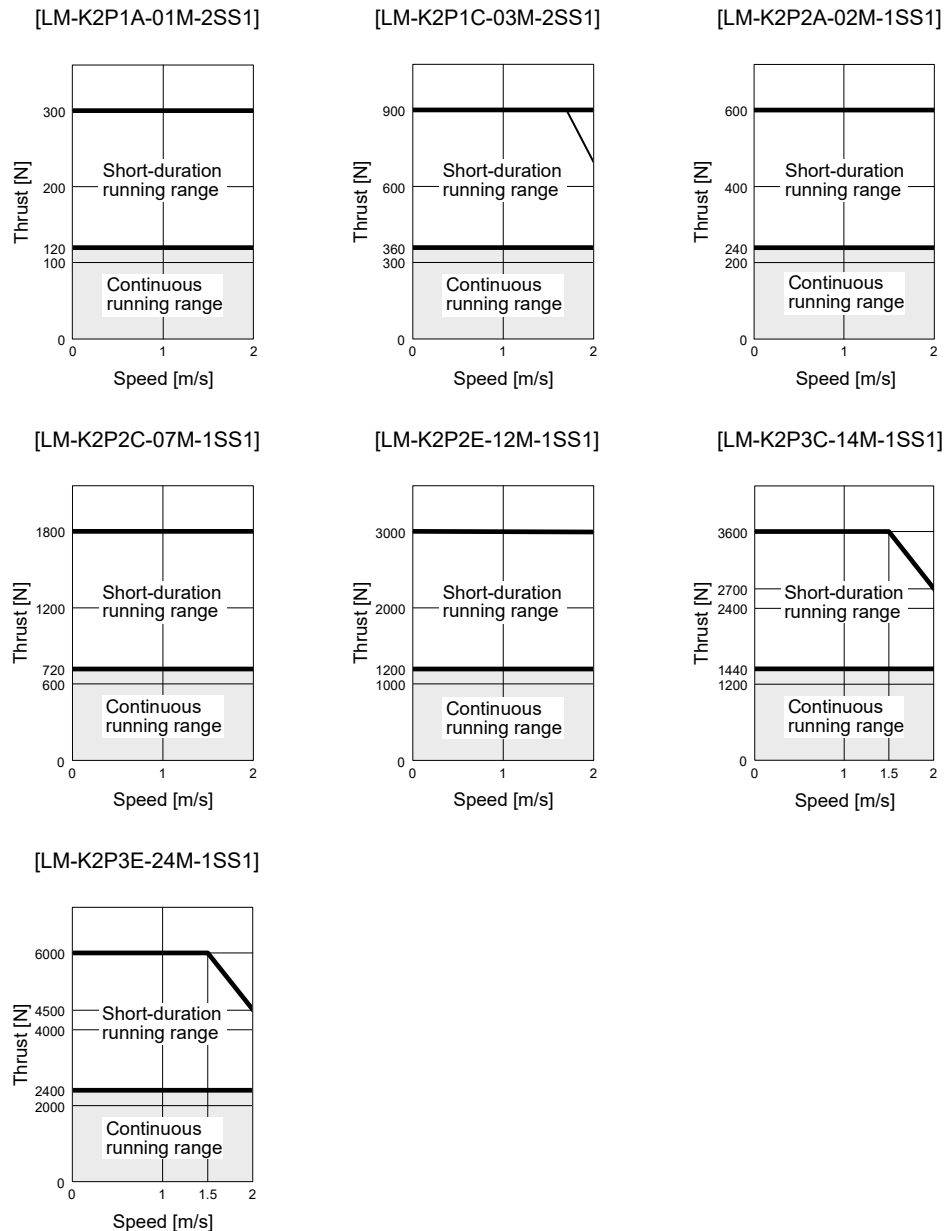 [LM-K2P1A-01M-2SS1]
Thrust [N]
300
200
120
100
0
Short-duration
running range
Continuous
running range
0 1 2
Speed [m/s]
[LM-K2P1C-03M-2SS1]
Thrust [N]
900
600
360
300
0
Short-duration
running range
Continuous
running range
0 1 2
Speed [m/s]
[LM-K2P2A-02M-1SS1]
Thrust [N]
600
400
240
200
0
Short-duration
running range
Continuous
running range
0 1 2
Speed [m/s]
[LM-K2P2C-07M-1SS1]
Thrust [N]
1800
1200
720
600
0
Short-duration
running range
Continuous
running range
0 1 2
Speed [m/s]
[LM-K2P2E-12M-1SS1]
Thrust [N]
3000
2000
1200
1000
0
Short-duration
running range
Continuous
running range
0 1 2
Speed [m/s]
[LM-K2P3C-14M-1SS1]
Thrust [N]
3600
2700
2400
1440
1200
0
Short-duration
running range
Continuous
running range
0 1 1.5 2
Speed [m/s]
[LM-K2P3E-24M-1SS1]
Thrust [N]
6000
4500
4000
2400
2000
0
Short-duration
running range
Continuous
running range
0 1 1.5 2
Speed [m/s]